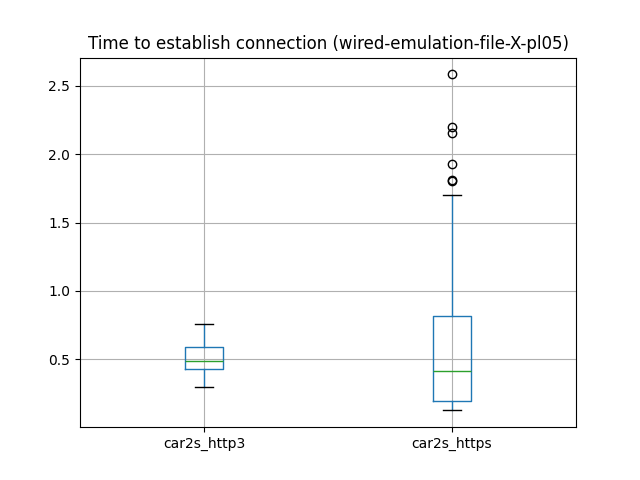 Time to establish connection (wired-emulation-file-X-pl05)
2.5
2.0
1.5
1.0
0.5
car2s_http3
car2s_https